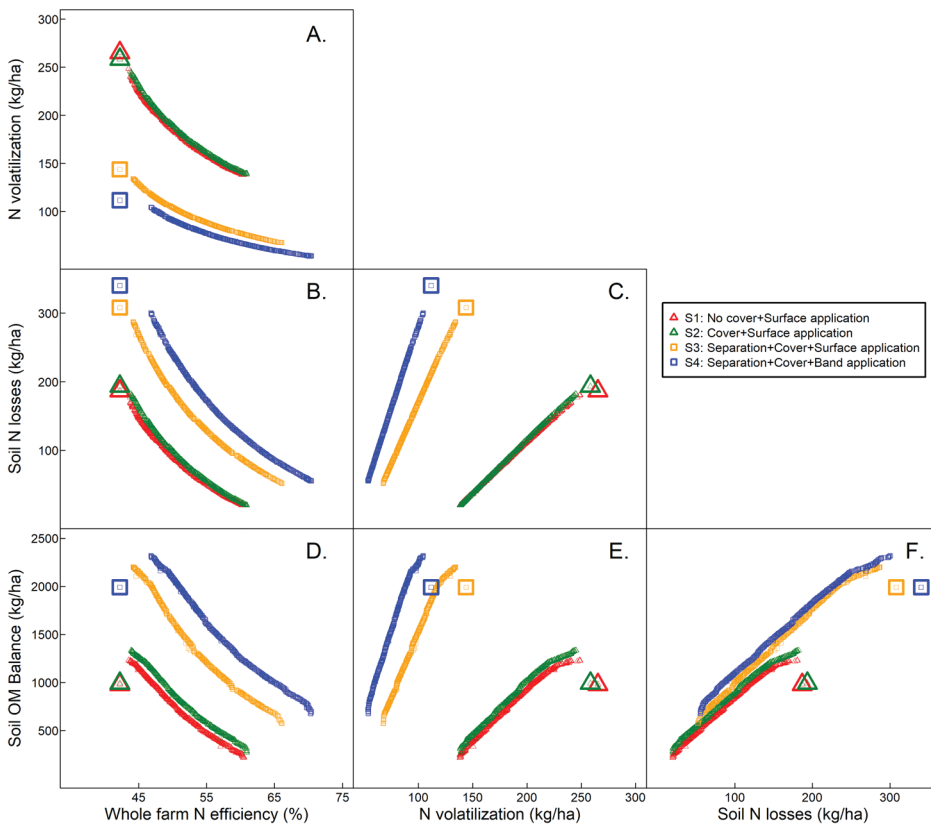 A.
300
250
200
150
100
N volatilization (kg/ha)
B.
300
200
100
Soil N losses (kg/ha)
C.
S1: No cover+Surface application
S2: Cover+Surface application
S3: Separation+Cover+Surface application
S4: Separation+Cover+Band application
D.
2500
2000
1500
1000
500
Soil OM Balance (kg/ha)
E.
F.
45 55 65 75
Whole farm N efficiency (%)
50 100 150 200 250 300
N volatilization (kg/ha)
100 200 300
Soil N losses (kg/ha)